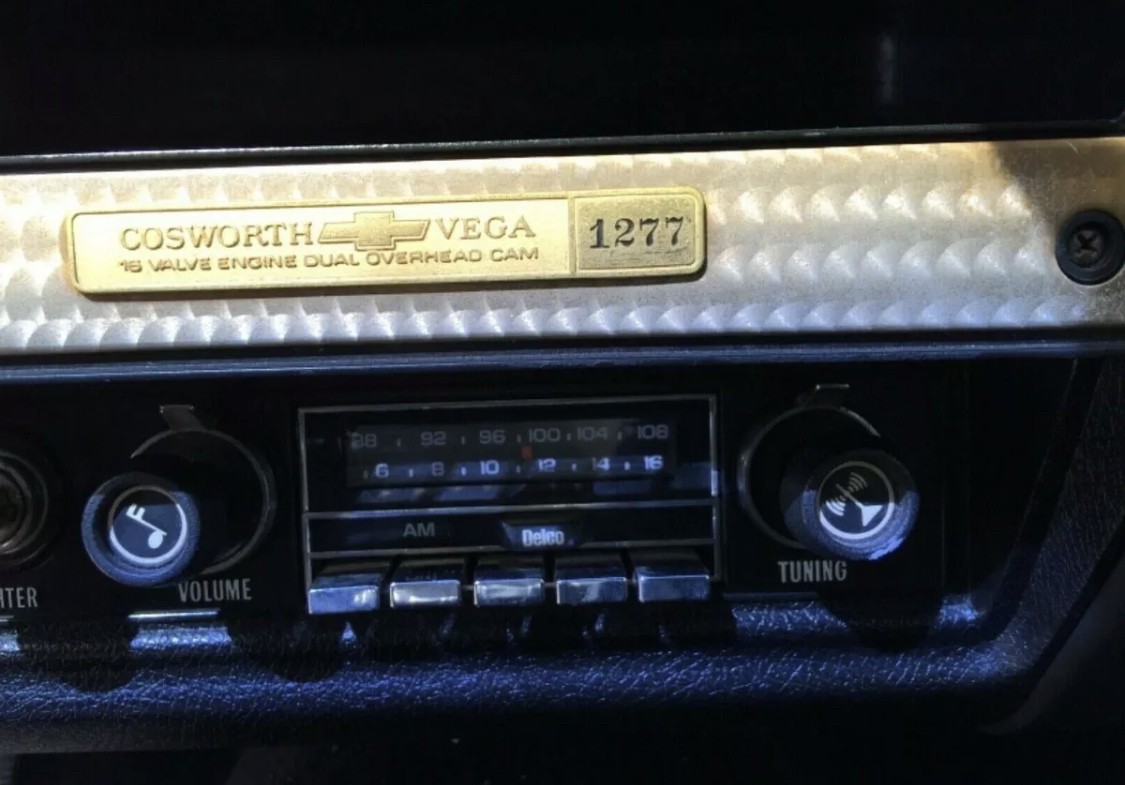 COSWORTH VEGA
16 VALVE ENGINE DUAL OVERHEAD CAM
1277
88 92 96 100 104 108
6 8 10 12 14 16
AM
Delco
VOLUME
TUNING